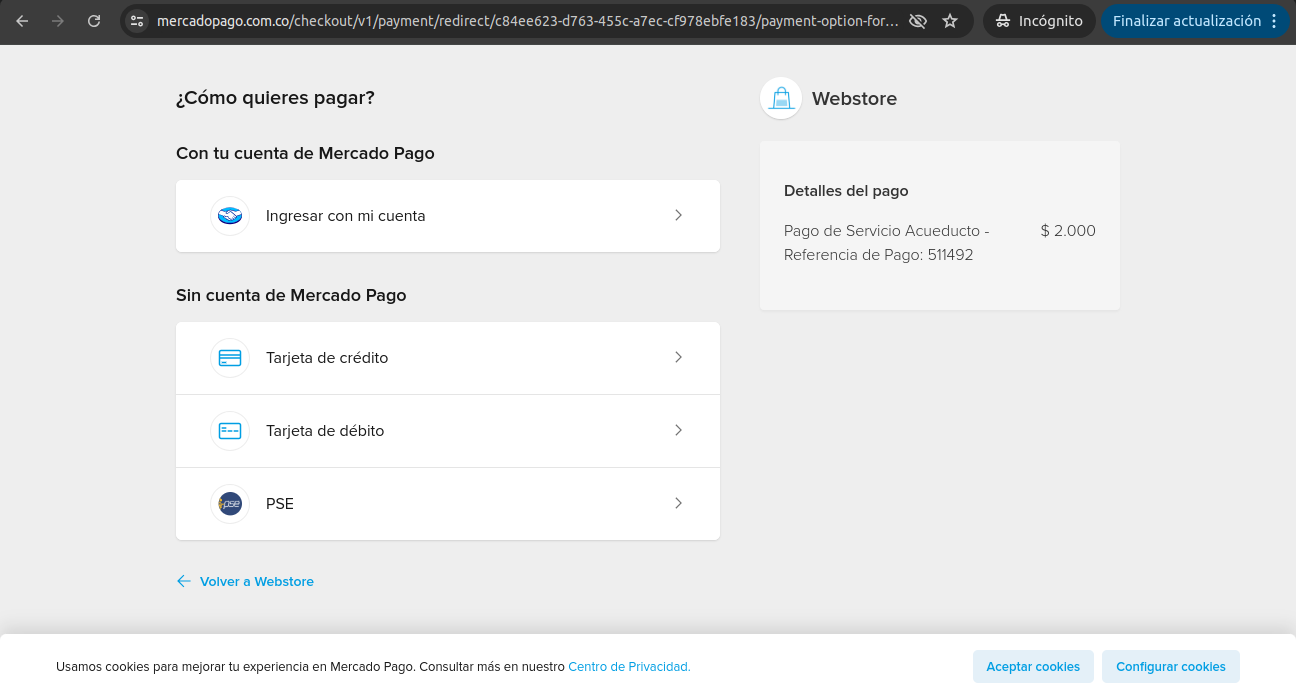 mercadopago.com.co/checkout/v1/payment/redirect/c84ee623-d763-455c-a7ec-cf978ebfe183/payment-option-for...
Incógnito
Finalizar actualización
¿Cómo quieres pagar?
Con tu cuenta de Mercado Pago
Ingresar con mi cuenta
Sin cuenta de Mercado Pago
Tarjeta de crédito
Tarjeta de débito
pse
PSE
Volver a Webstore
Webstore
Detalles del pago
Pago de Servicio Acueducto - $ 2.000
Referencia de Pago: 511492
Usamos cookies para mejorar tu experiencia en Mercado Pago. Consultar más en nuestro Centro de Privacidad.
Aceptar cookies
Configurar cookies